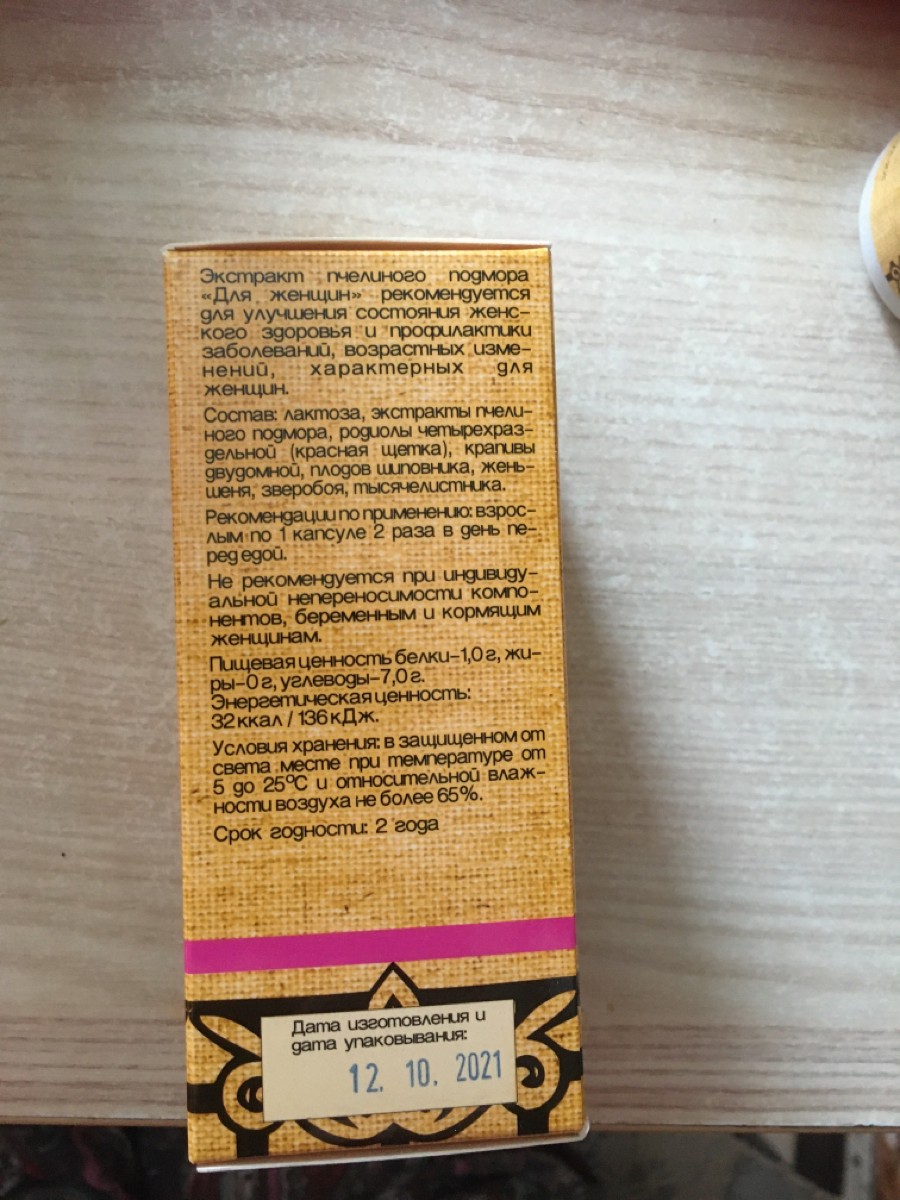 Экстракт пчелиного подмора
«Для женщин» рекомендуется
для улучшения состояния женс-
кого здоровья и профилактики
заболеваний, возрастных изме-
нений, характерных для
женщин.
Состав: лактоза, экстракты пчели-
ного подмора, родиолы четырехраз-
дельной (красная щетка), крапивы
двудомной, плодов шиповника, жень-
шеня, зверобоя, тысячелистника.
Рекомендации по применению: взрос-
лым по 1 капсуле 2 раза в день пе-
ред едой.
Не рекомендуется при индивиду-
альной непереносимости компо-
нентов, беременным и кормящим
женщинам.
Пищевая ценность белки-1,0 г, жи-
ры-0 г, углеводы-7,0 г.
Энергетическая ценность:
32 ккал / 136 кДж.
Условия хранения: в защищенном от
света месте при температуре от
5 до 25°С и относительной влаж-
ности воздуха не более 65%.
Срок годности: 2 года
Дата изготовления и
дата упаковывания:
12. 10. 2021